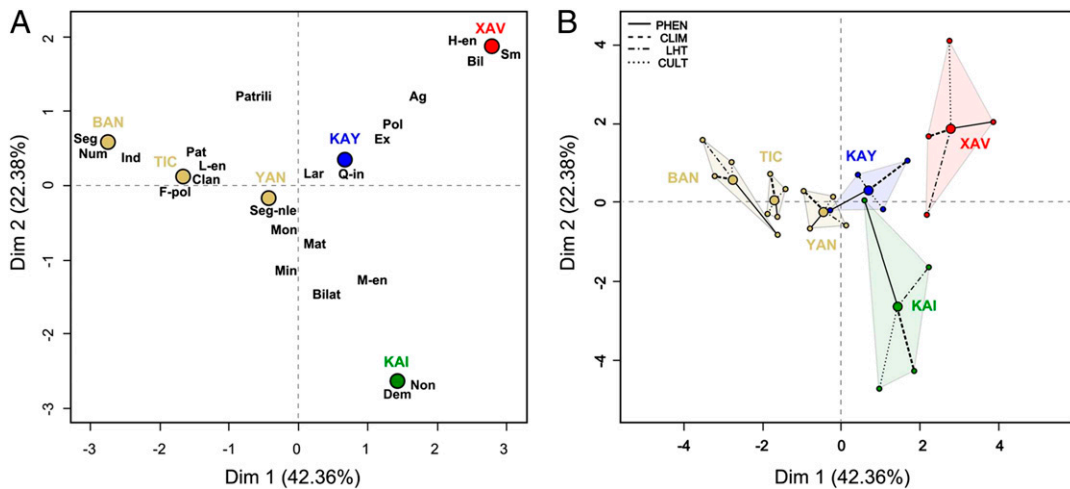 A
XAV
H-en
Sm
Bil
Patrili
Ag
Pol
Ex
BAN
Seg
Num
Ind
KAY
TIC
Pat
L-en
Clan
F-pol
Lar
Q-in
YAN
Seg-nle
Mon
Mat
Min
M-en
Bilat
KAI
Non
Dem
2
1
0
-1
-2
-3
Dim 2 (22.38%)
-3 -2 -1 0 1 2 3
Dim 1 (42.36%)
B
PHEN
CLIM
LHT
CULT
XAV
KAY
TIC
BAN
YAN
KAI
4
2
0
-2
-4
Dim 2 (22.38%)
-4 -2 0 2 4
Dim 1 (42.36%)